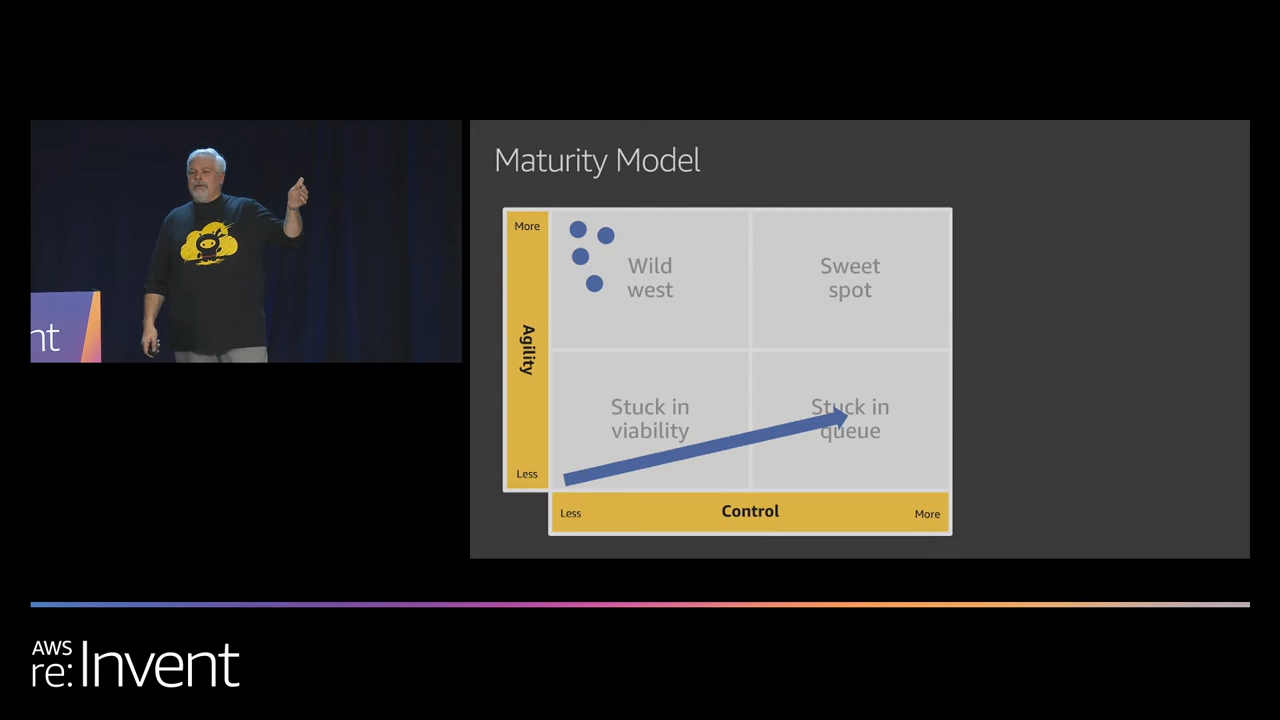 Maturity Model
More
Wild
west
Sweet
spot
Agility
Stuck in
viability
Stuck in
queue
Less
Less
Control
More
nt
AWS
re:Invent